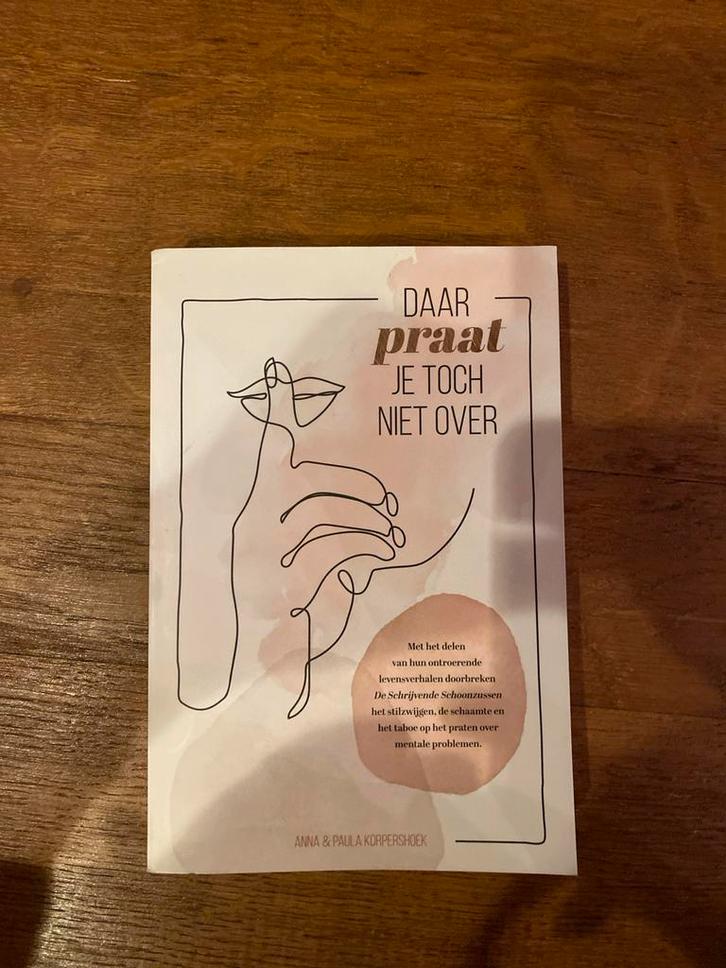 DAAR
praat
JE TOCH
NIET OVER
Met het delen
van hun ontroerende
levensverhalen doorbreken
De Schrijvende Schoonzussen
het stilzwijgen, de schaamte en
het taboe op het praten over
mentale problemen.
ANNA & PAULA KORPERSHOEK